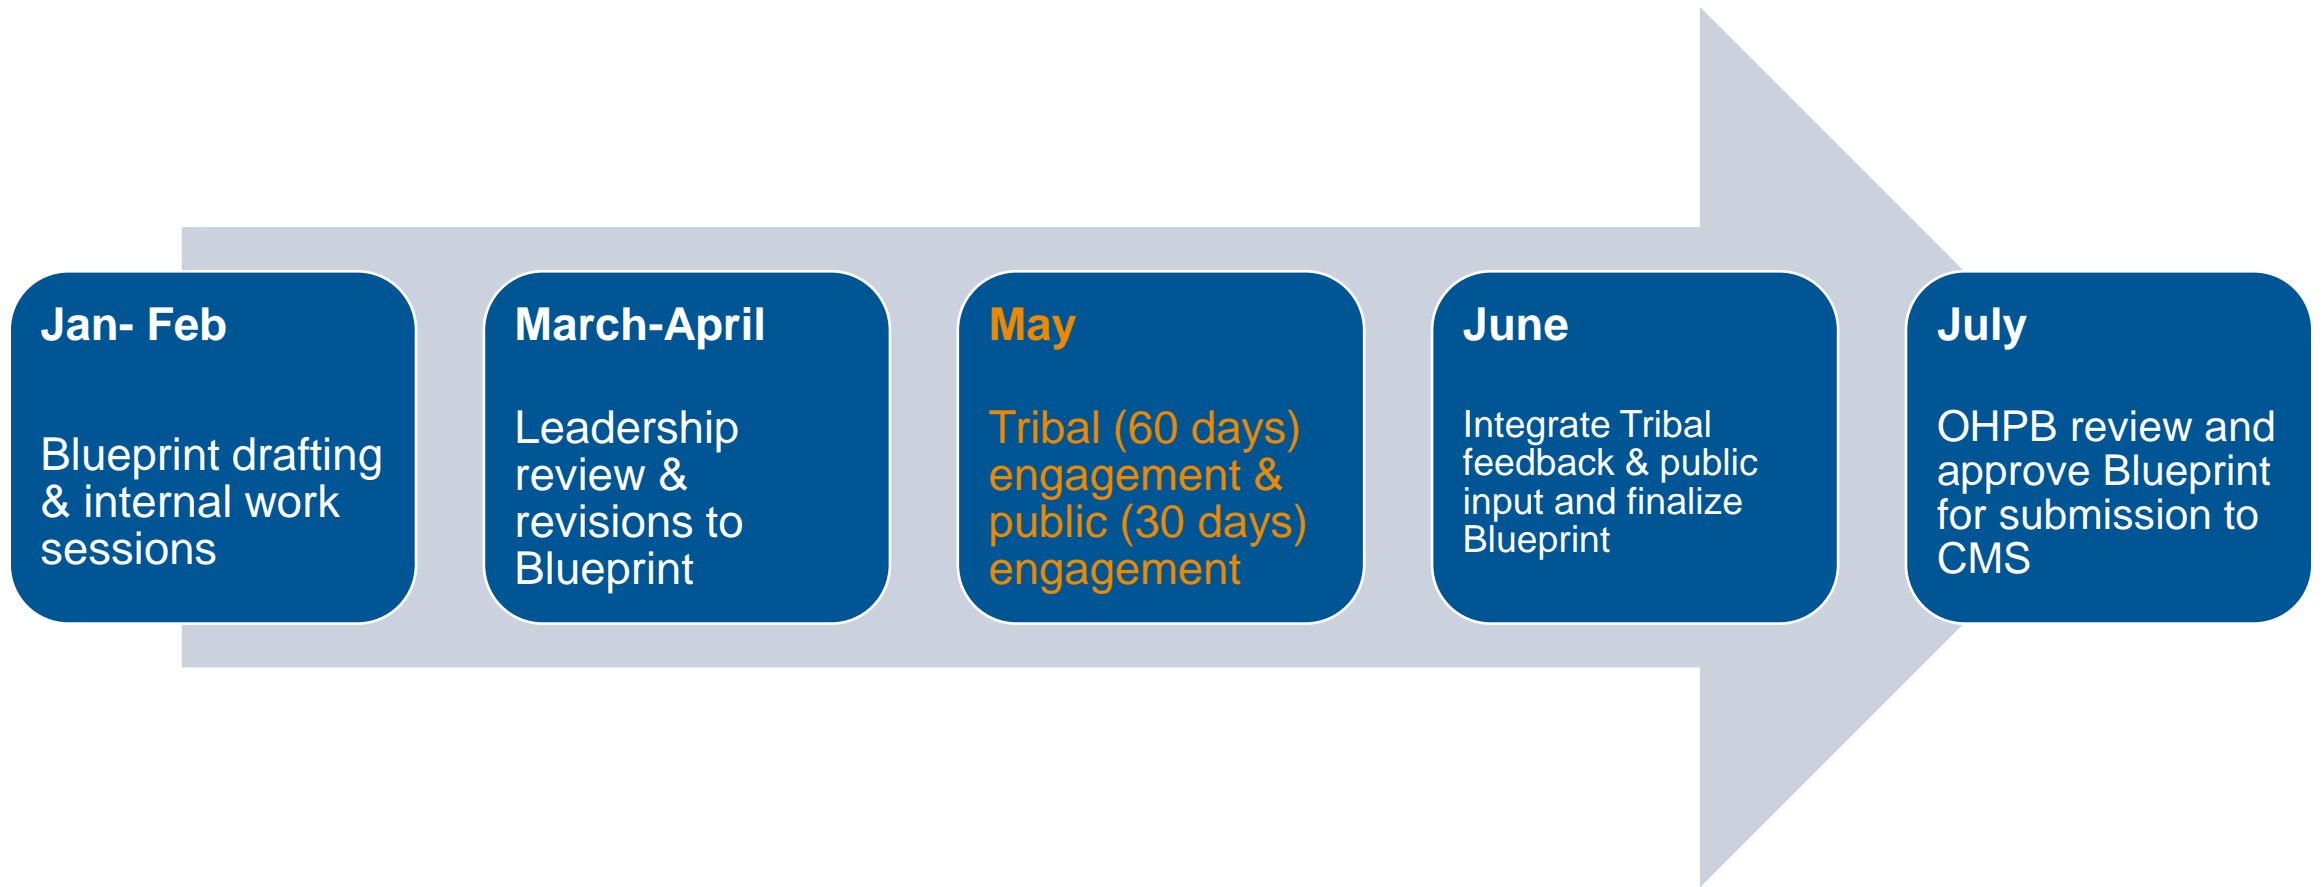 Jan- Feb
Blueprint drafting
& internal work
sessions
March-April
Leadership
review &
revisions to
Blueprint
May
Tribal (60 days)
engagement &
public (30 days)
engagement
June
Integrate Tribal
feedback & public
input and finalize
Blueprint
July
OHPB review and
approve Blueprint
for submission to
CMS